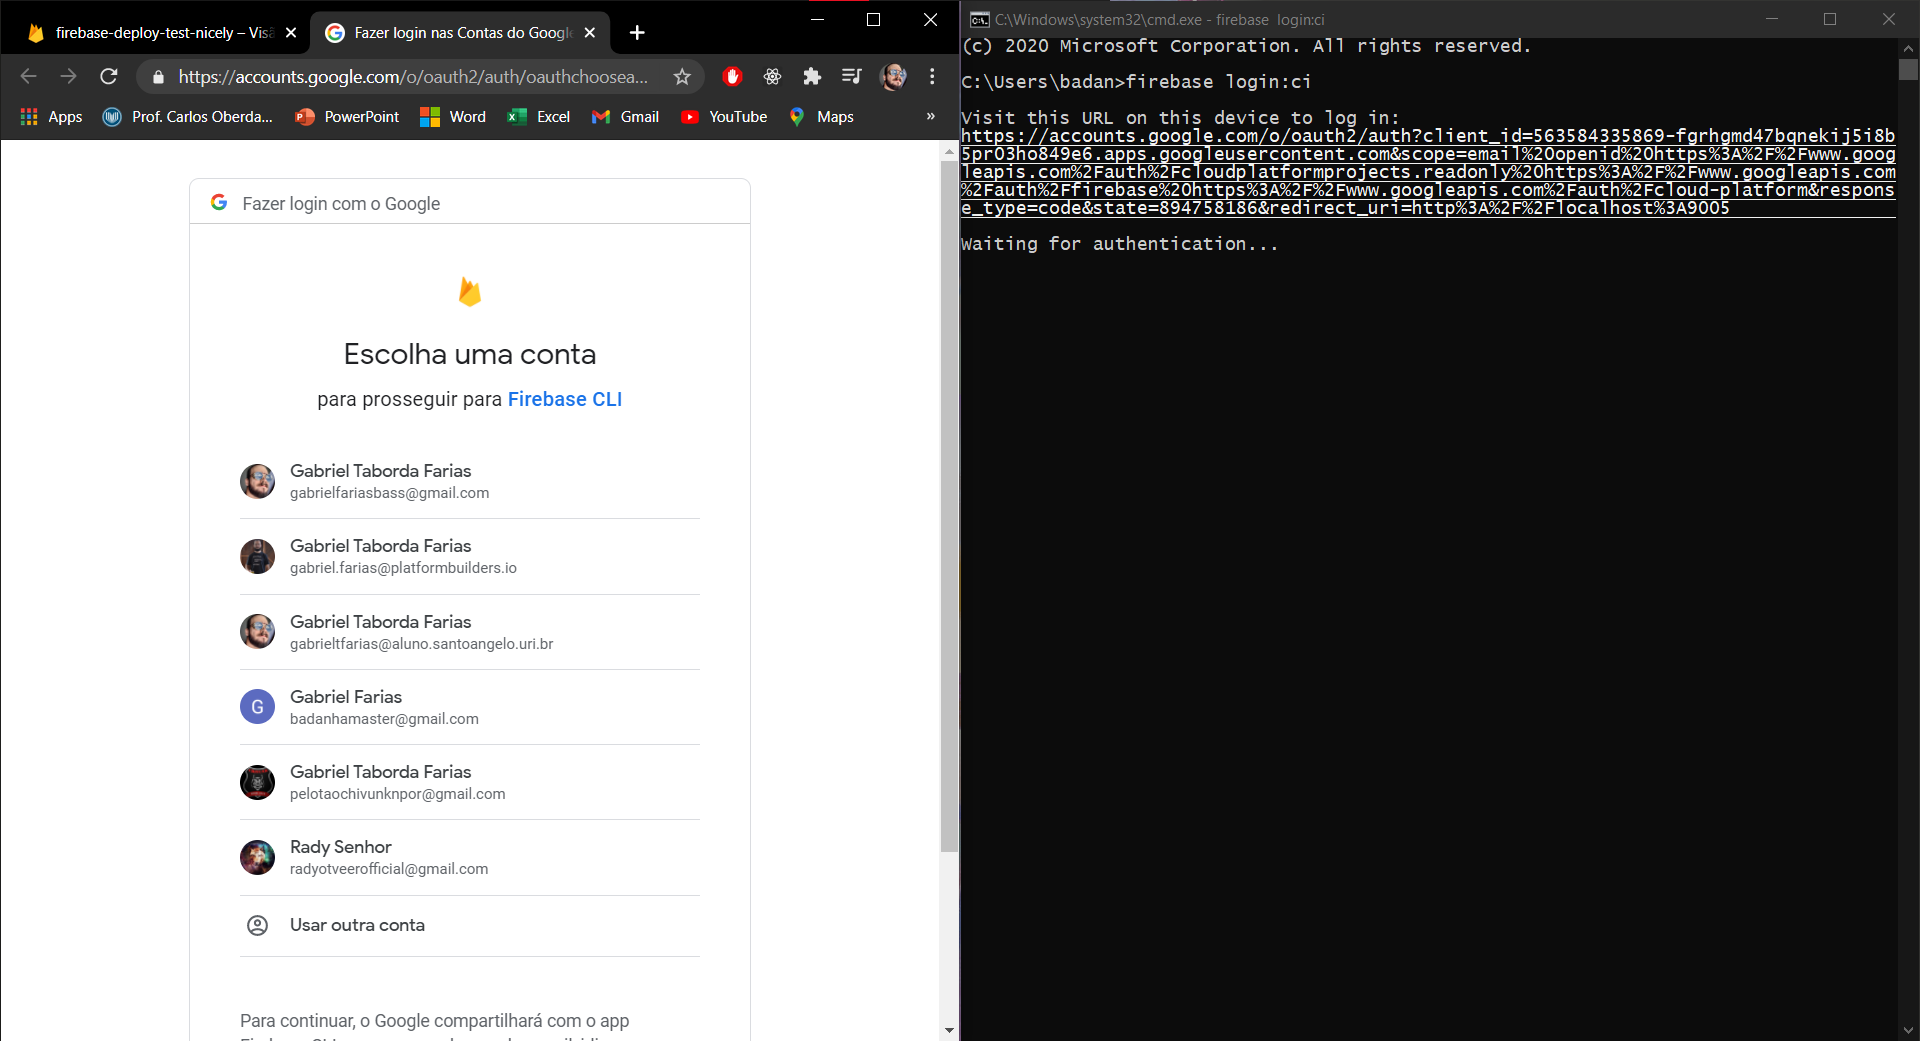 firebase-deploy-test-nicely – Visã
Fazer login nas Contas do Google
https://accounts.google.com/o/oauth2/auth/oauthchoosea...
Apps
Prof. Carlos Oberda...
PowerPoint
Word
Excel
Gmail
YouTube
Maps
»
Fazer login com o Google
Escolha uma conta
para prosseguir para Firebase CLI
Gabriel Taborda Farias
gabrielfariasbass@gmail.com
Gabriel Taborda Farias
gabriel.farias@platformbuilders.io
Gabriel Taborda Farias
gabrieltfarias@aluno.santoangelo.uri.br
G
Gabriel Farias
badanhamaster@gmail.com
Gabriel Taborda Farias
pelotaochivunknpor@gmail.com
Rady Senhor
radyotveerofficial@gmail.com
Usar outra conta
Para continuar, o Google compartilhará com o app
C:\Windows\system32\cmd.exe - firebase login:ci
(c) 2020 Microsoft Corporation. All rights reserved.
C:\Users\badan>firebase login:ci
Visit this URL on this device to log in:
https://accounts.google.com/o/oauth2/auth?client_id=563584335869-fgrhgmd47bqnekij5i8b
5pr03ho849e6.apps.googleusercontent.com&scope=email%20openid%20https%3A%2F%2Fwww.goog
leapis.com%2Fauth%2Fcloudplatformprojects.readonly%20https%3A%2F%2Fwww.googleapis.com
%2Fauth%2Ffirebase%20https%3A%2F%2Fwww.googleapis.com%2Fauth%2Fcloud-platform&respons
e_type=code&state=894758186&redirect_uri=http%3A%2F%2Flocalhost%3A9005
Waiting for authentication...